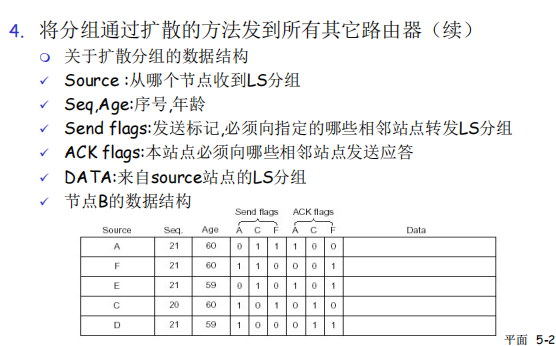 4. 将分组通过扩散的方法发到所有其它路由器（续）
关于扩散分组的数据结构
Source :从哪个节点收到LS分组
Seq,Age:序号,年龄
Send flags:发送标记,必须向指定的哪些相邻站点转发LS分组
ACK flags:本站点必须向哪些相邻站点发送应答
DATA:来自source站点的LS分组
节点B的数据结构
Send flags ACK flags
Source Seq. Age A C F A C F Data
A 21 60 0 1 1 1 0 0
F 21 60 1 1 0 0 0 1
E 21 59 0 1 0 1 0 1
C 20 60 1 0 1 0 1 0
D 21 59 1 0 0 0 1 1
平面 5-2